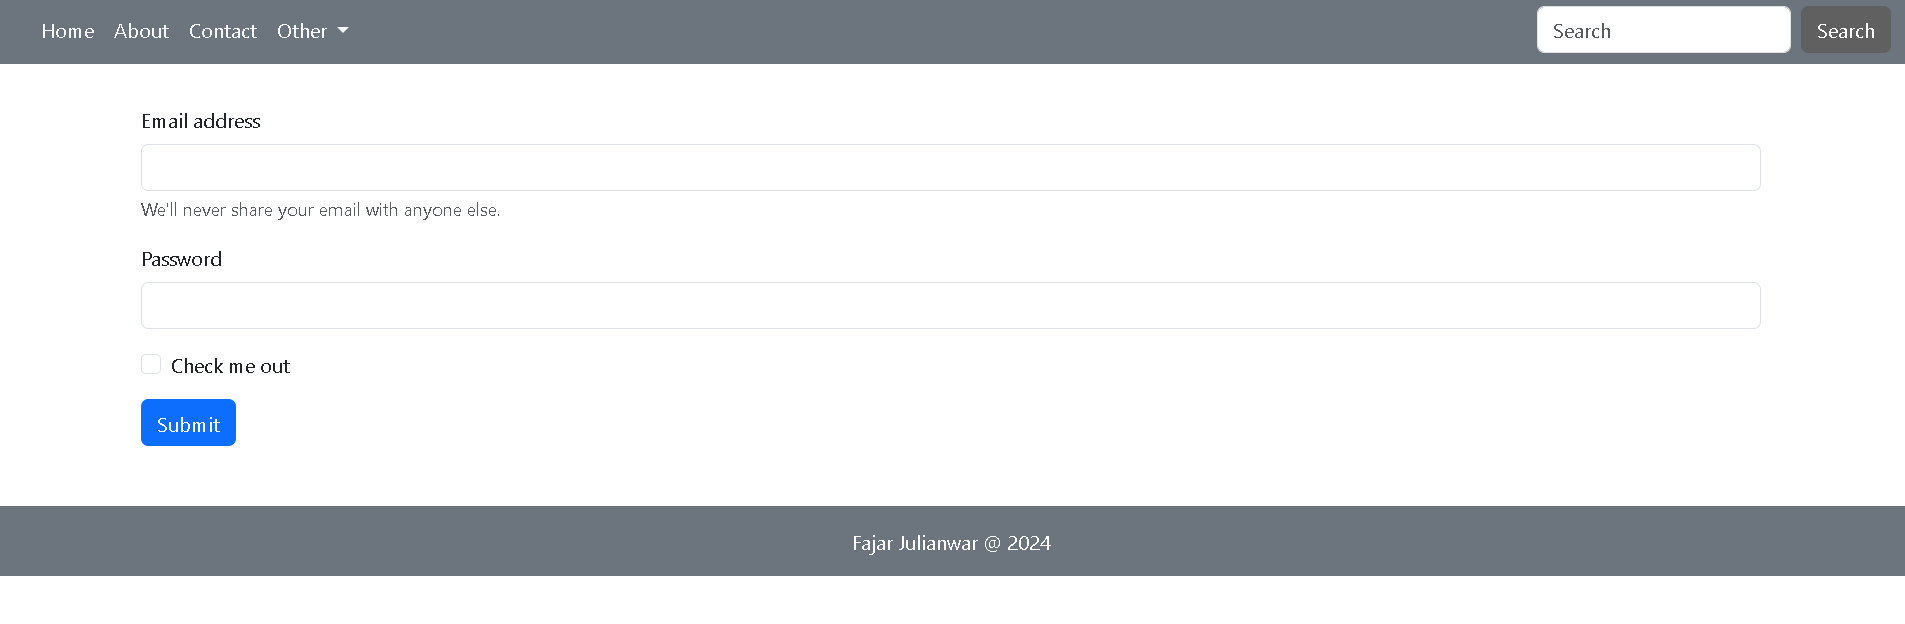 Home About Contact Other Search Search
Email address
We'll never share your email with anyone else.
Password
Check me out
Submit
Fajar Julianwar @ 2024